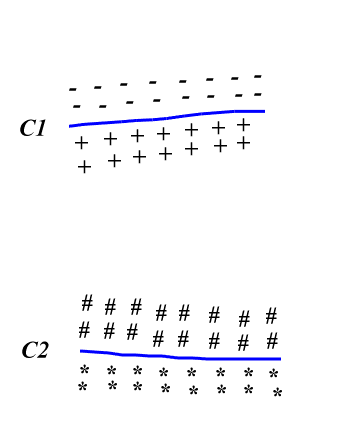 - - - - - - - -
- - - - - - - -
C1
+ + + + + + +
+ + + + + + +
# # # # # # # #
# # # # # # # #
C2
* * * * * * * *
* * * * * * * *